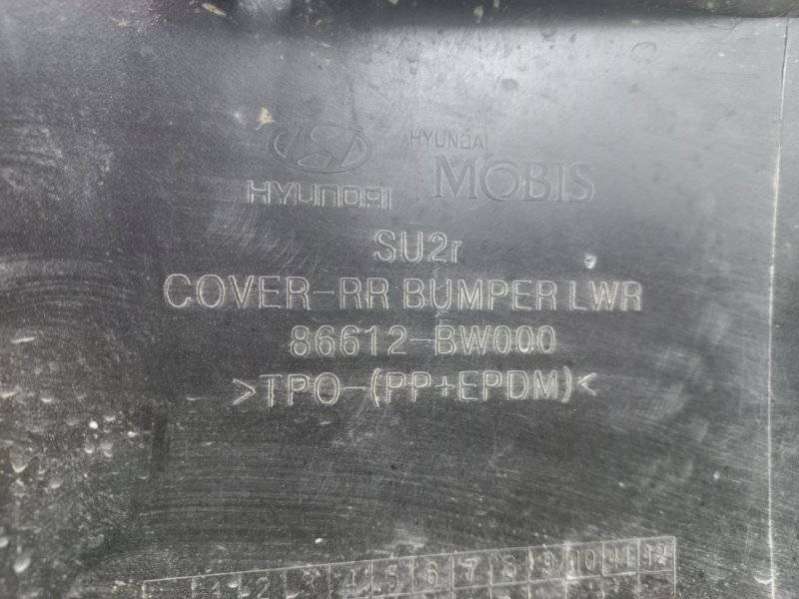 HYUNDAI
HYUNDAI
MOBIS
SU2r
COVER-RR BUMPER LWR
86612-BW000
>TPO-(PP+EPDM)<
1 2 3 4 5 6 7 8 9 10 11 12